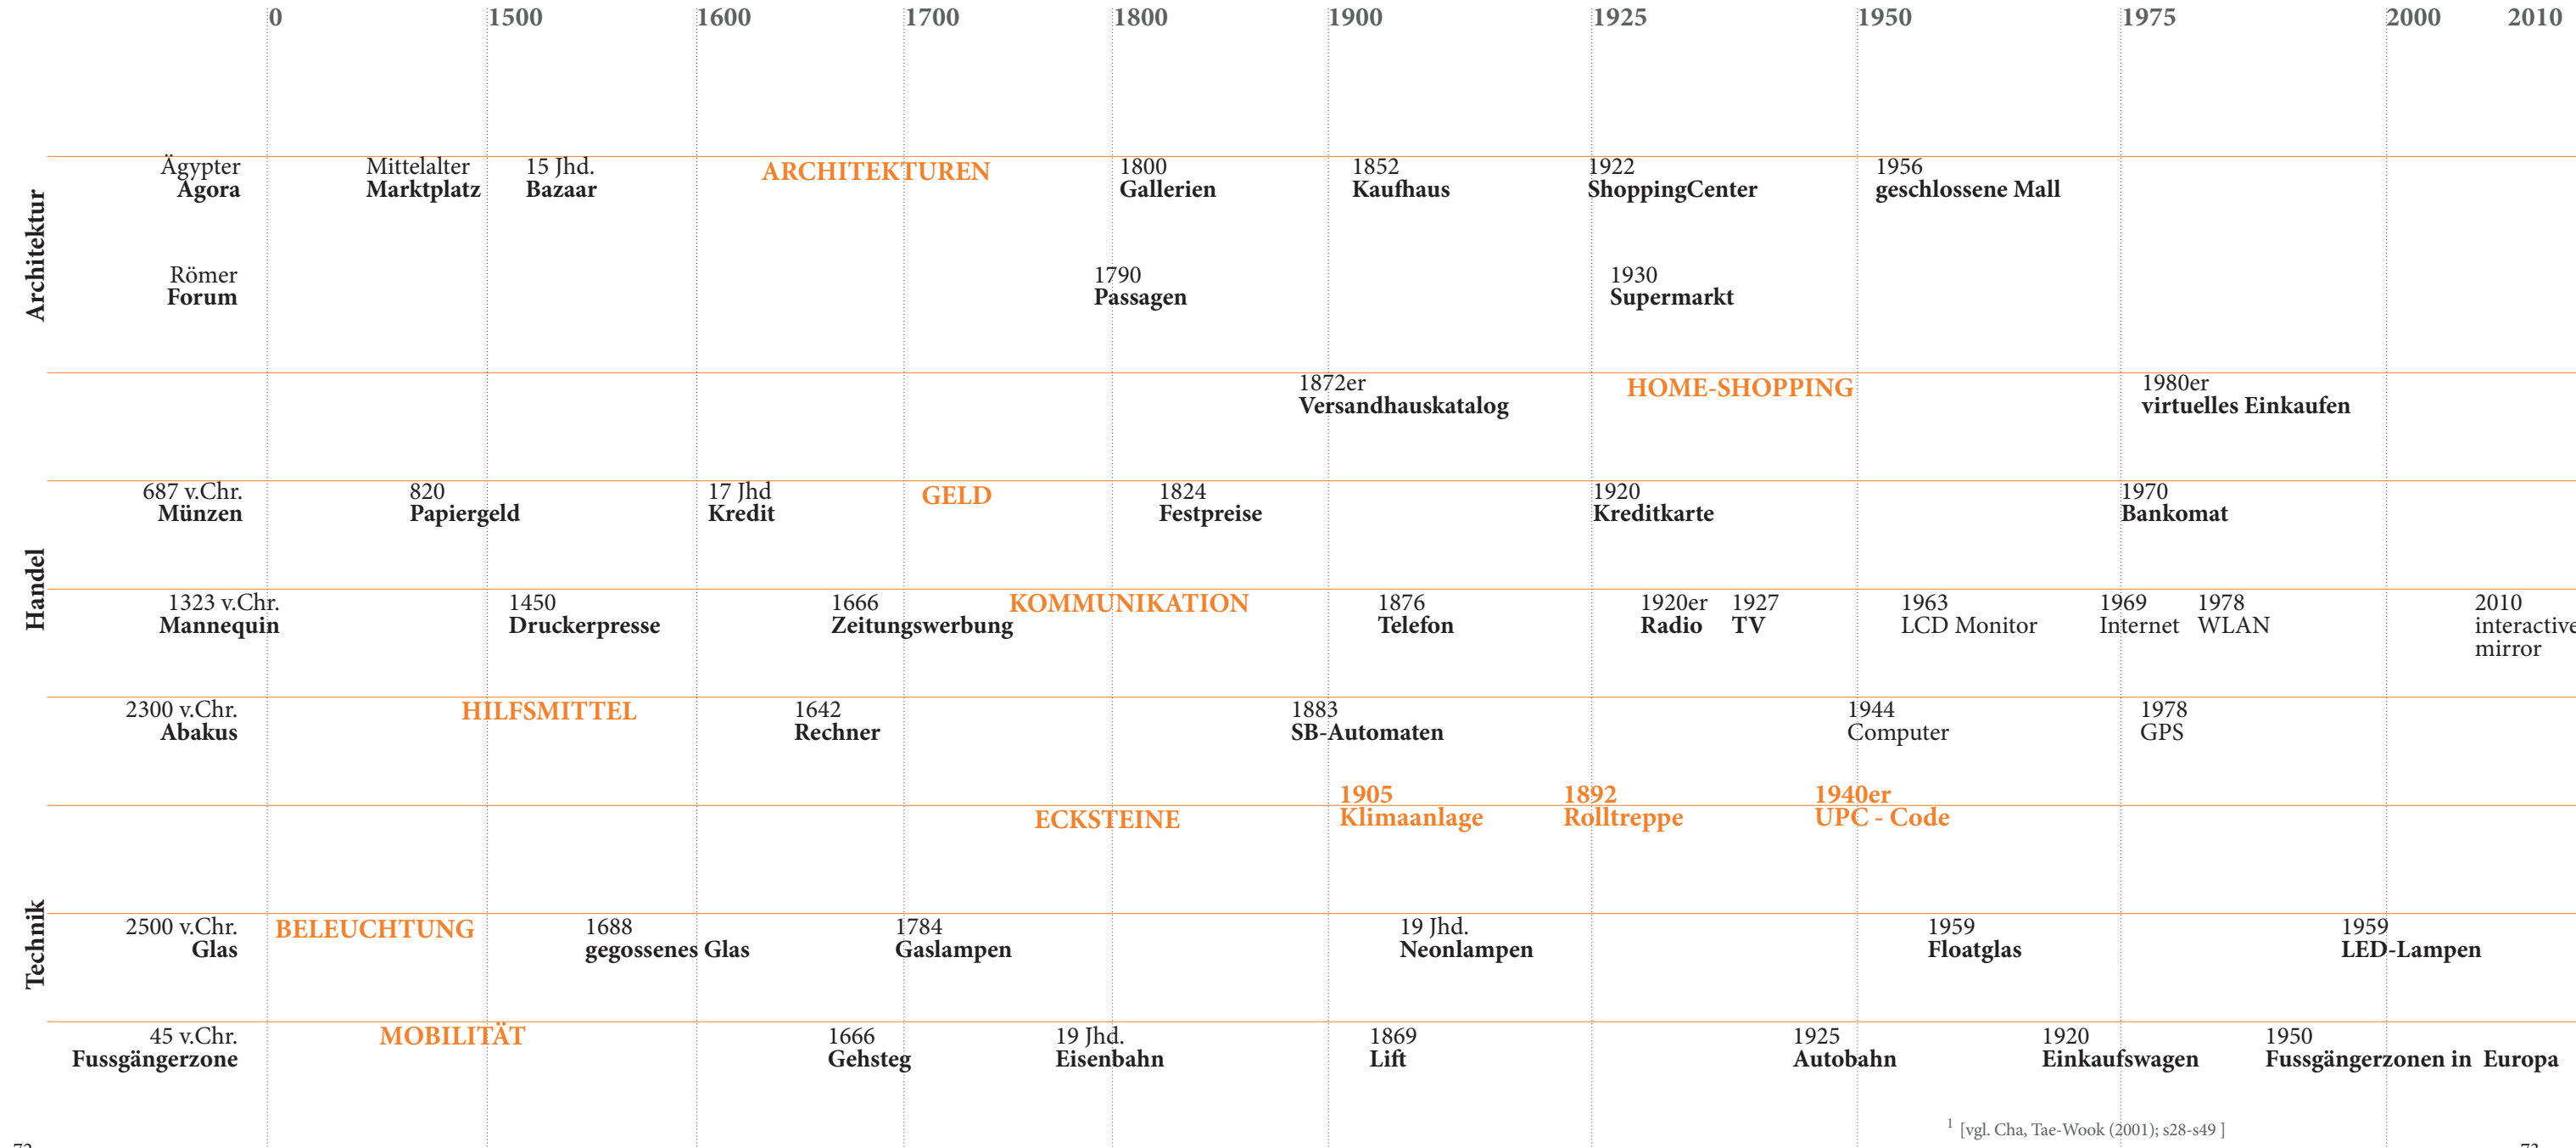 0 1500 1600 1700 1800 1900 1925 1950 1975 2000 2010
Architektur
Ägypter Mittelalter 15 Jhd. ARCHITEKTUREN 1800 1852 1922 1956
Agora Marktplatz Bazaar Gallerien Kaufhaus ShoppingCenter geschlossene Mall
Römer 1790 1930
Forum Passagen Supermarkt
1872er HOME-SHOPPING 1980er
Versandhauskatalog virtuelles Einkaufen
Handel
687 v.Chr. 820 17 Jhd GELD 1824 1920 1970
Münzen Papiergeld Kredit Festpreise Kreditkarte Bankomat
1323 v.Chr. 1450 1666 KOMMUNIKATION 1876 1920er 1927 1963 1969 1978 2010
Mannequin Druckerpresse Zeitungswerbung Telefon Radio TV LCD Monitor Internet WLAN interactive
mirror
2300 v.Chr. HILFSMITTEL 1642 1883 1944 1978
Abakus Rechner SB-Automaten Computer GPS
1905 1892 1940er
ECKSTEINE Klimaanlage Rolltreppe UPC - Code
Technik
2500 v.Chr. BELEUCHTUNG 1688 1784 19 Jhd. 1959 1959
Glas gegossenes Glas Gaslampen Neonlampen Floatglas LED-Lampen
45 v.Chr. MOBILITÄT 1666 19 Jhd. 1869 1925 1920 1950
Fussgängerzone Gehsteg Eisenbahn Lift Autobahn Einkaufswagen Fussgängerzonen in Europa
1 [vgl. Cha, Tae-Wook (2001); s28-s49 ]